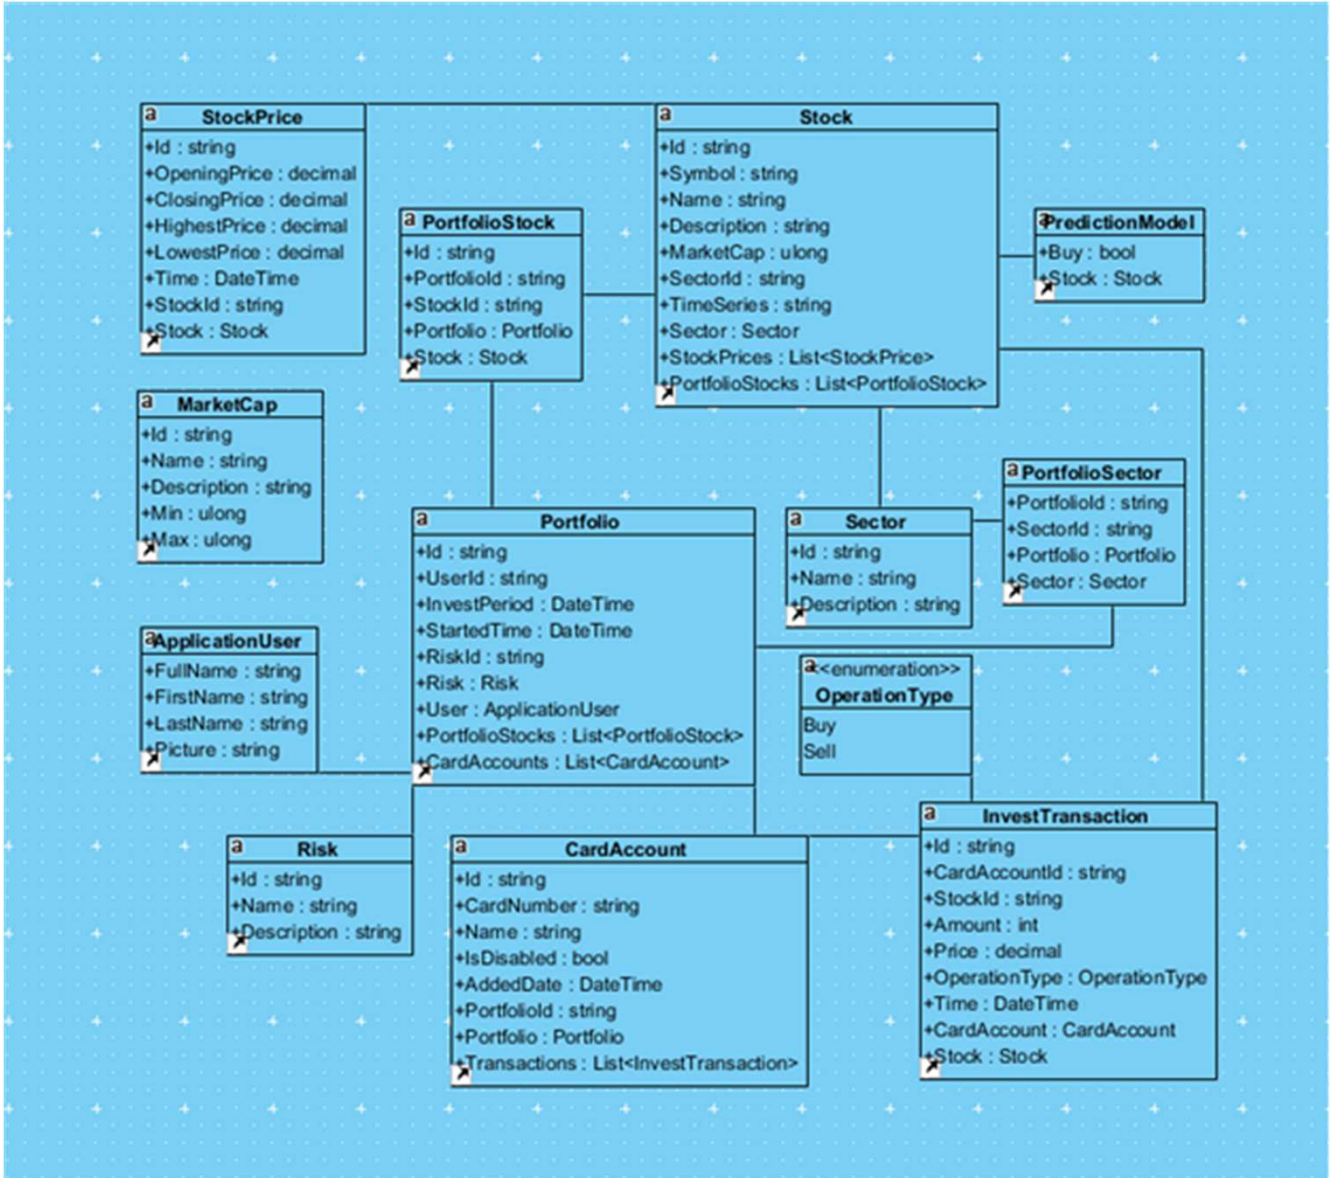 StockPrice
+Id : string
+OpeningPrice : decimal
+ClosingPrice : decimal
+HighestPrice : decimal
+LowestPrice : decimal
+Time : DateTime
+StockId : string
+Stock : Stock
PortfolioStock
+Id : string
+PortfolioId : string
+StockId : string
+Portfolio : Portfolio
+Stock : Stock
Stock
+Id : string
+Symbol : string
+Name : string
+Description : string
+MarketCap : ulong
+SectorId : string
+TimeSeries : string
+Sector : Sector
+StockPrices : List<StockPrice>
+PortfolioStocks : List<PortfolioStock>
PredictionModel
+Buy : bool
+Stock : Stock
MarketCap
+Id : string
+Name : string
+Description : string
+Min : ulong
+Max : ulong
Portfolio
+Id : string
+UserId : string
+InvestPeriod : DateTime
+StartedTime : DateTime
+RiskId : string
+Risk : Risk
+User : ApplicationUser
+PortfolioStocks : List<PortfolioStock>
+CardAccounts : List<CardAccount>
Sector
+Id : string
+Name : string
+Description : string
PortfolioSector
+PortfolioId : string
+SectorId : string
+Portfolio : Portfolio
+Sector : Sector
ApplicationUser
+FullName : string
+FirstName : string
+LastName : string
+Picture : string
<<enumeration>>
OperationType
Buy
Sell
Risk
+Id : string
+Name : string
+Description : string
CardAccount
+Id : string
+CardNumber : string
+Name : string
+IsDisabled : bool
+AddedDate : DateTime
+PortfolioId : string
+Portfolio : Portfolio
+Transactions : List<InvestTransaction>
InvestTransaction
+Id : string
+CardAccountId : string
+StockId : string
+Amount : int
+Price : decimal
+OperationType : OperationType
+Time : DateTime
+CardAccount : CardAccount
+Stock : Stock